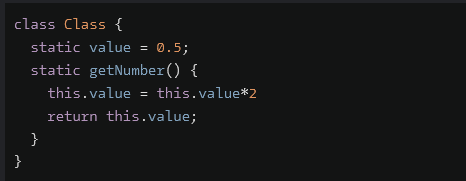 class Class {
  static value = 0.5;
  static getNumber() {
    this.value = this.value*2
    return this.value;
  }
}